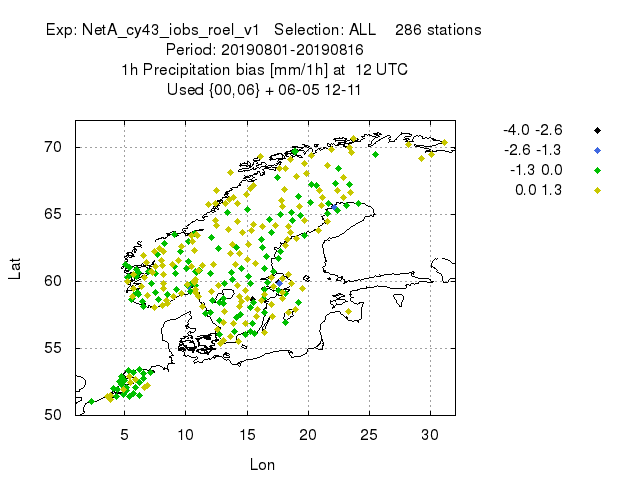 Exp: NetA_cy43_iobs_roel_v1   Selection: ALL    286 stations
Period: 20190801-20190816
1h Precipitation bias [mm/1h] at  12 UTC
Used {00,06} + 06-05 12-11
-4.0 -2.6
-2.6 -1.3
-1.3 0.0
0.0 1.3
70
65
60
55
50
Lat
5 10 15 20 25 30
Lon